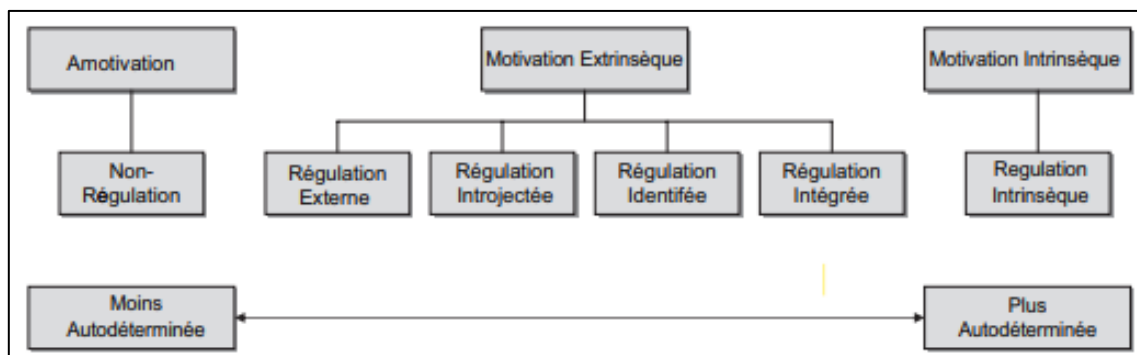 Amotivation
Motivation Extrinsèque
Motivation Intrinsèque
Non-
Régulation
Régulation
Externe
Régulation
Introjectée
Régulation
Identifée
Régulation
Intégrée
Regulation
Intrinsèque
Moins
Autodéterminée
Plus
Autodéterminée